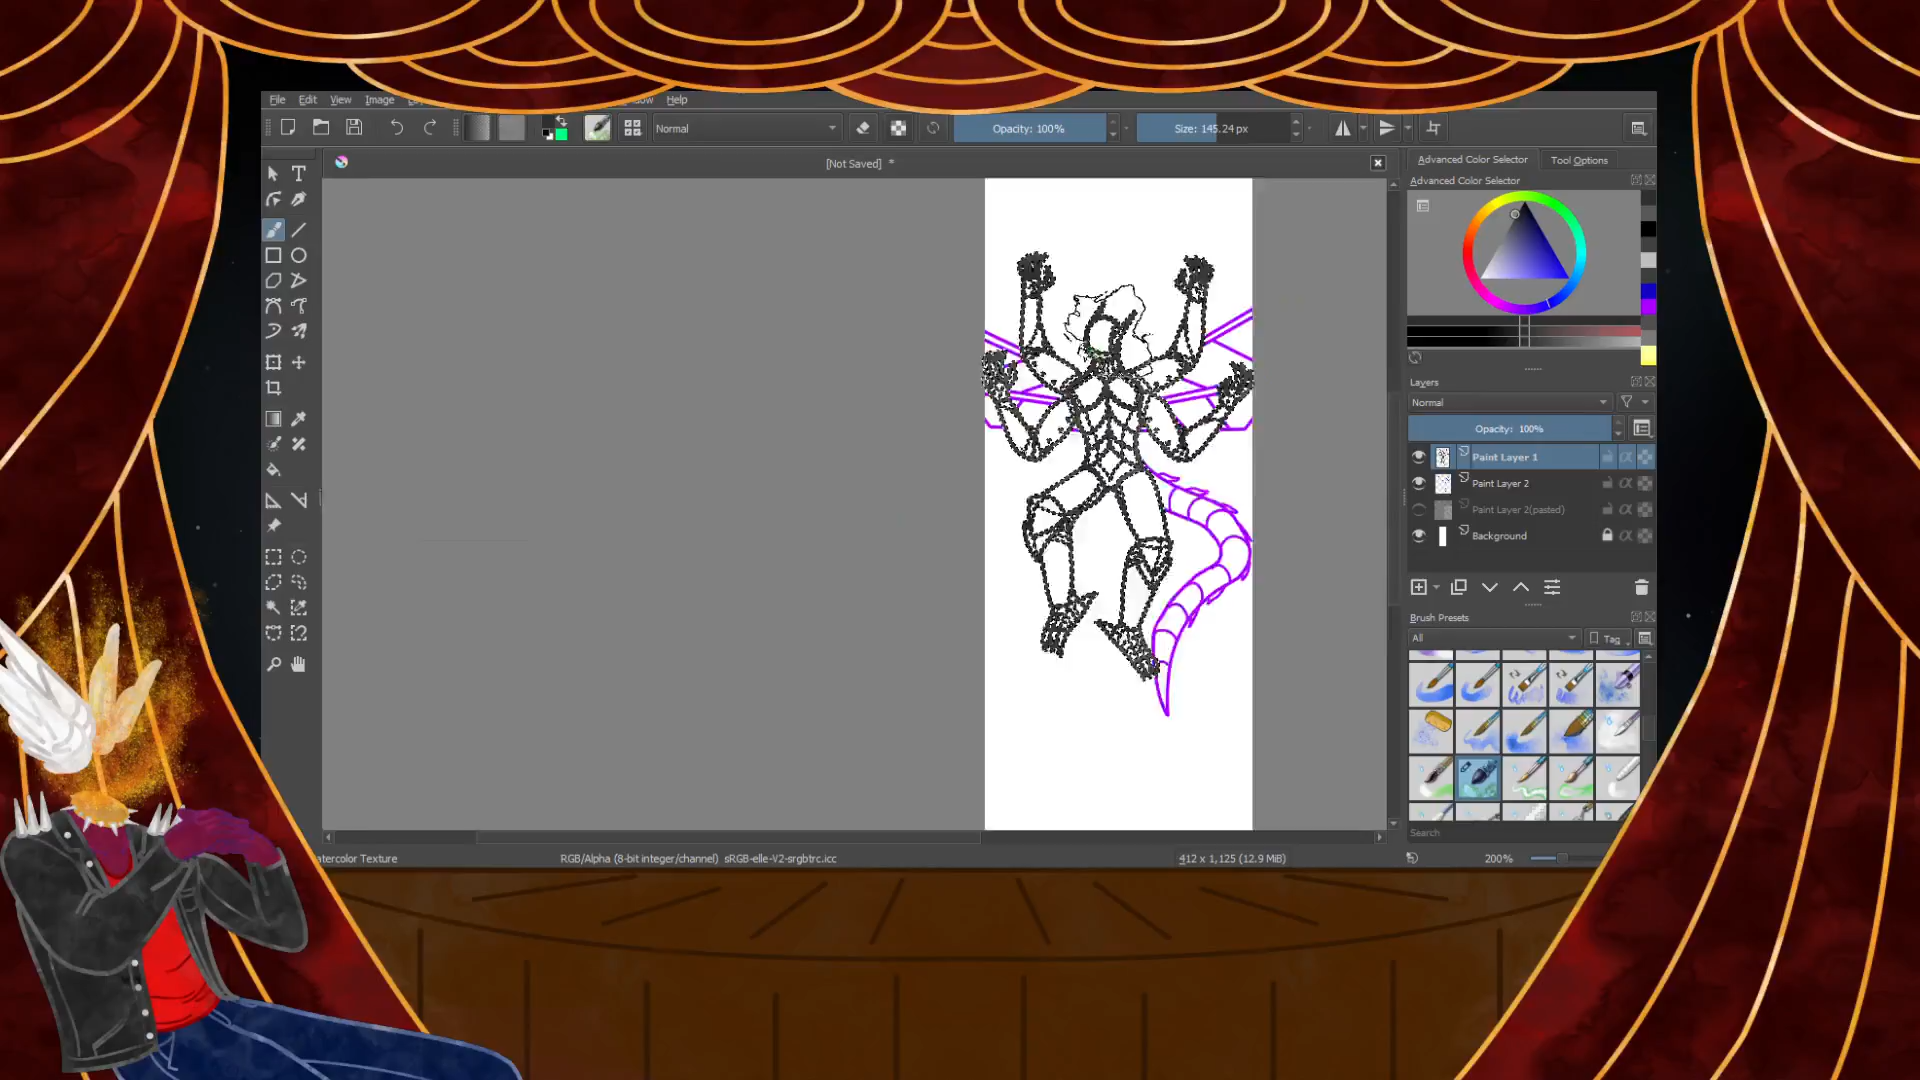 File Edit View Image Help
Normal
Opacity: 100%
Size: 145.24 px
[Not Saved] *
Advanced Color Selector Tool Options
Advanced Color Selector
Layers
Normal
Opacity: 100%
Paint Layer 1
Paint Layer 2
Paint Layer 2(pasted)
Background
Brush Presets
All
Tag
Search
RGB/Alpha (8-bit integer/channel) sRGB-elle-V2-srgbtrc.icc
412 x 1,125 (12.9 MiB)
200%
Texture